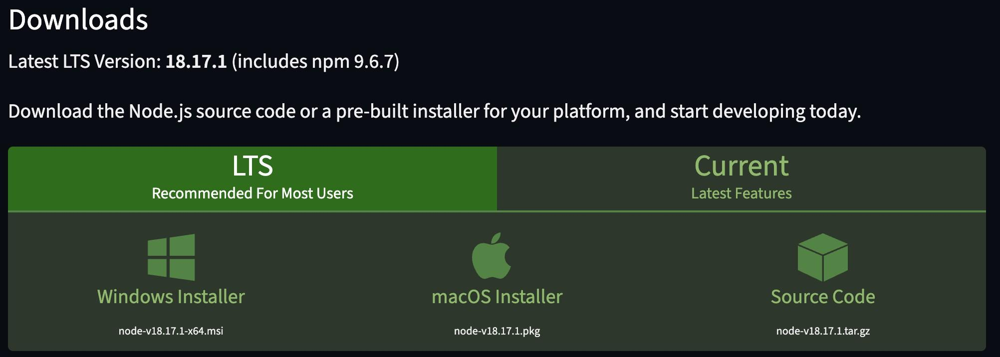 Downloads
Latest LTS Version: 18.17.1 (includes npm 9.6.7)
Download the Node.js source code or a pre-built installer for your platform, and start developing today.
LTS
Recommended For Most Users
Current
Latest Features
Windows Installer
node-v18.17.1-x64.msi
macOS Installer
node-v18.17.1.pkg
Source Code
node-v18.17.1.tar.gz